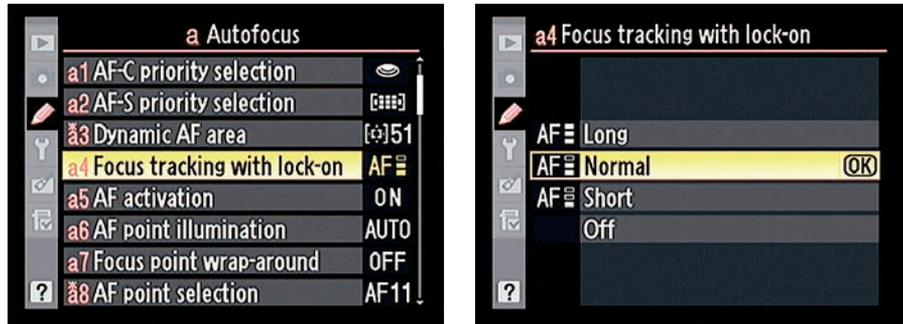 a Autofocus
a1 AF-C priority selection
a2 AF-S priority selection
a3 Dynamic AF area [ ]51
a4 Focus tracking with lock-on AF
a5 AF activation ON
a6 AF point illumination AUTO
a7 Focus point wrap-around OFF
a8 AF point selection AF11
?
a4 Focus tracking with lock-on
AF Long
AF Normal OK
AF Short
Off
?